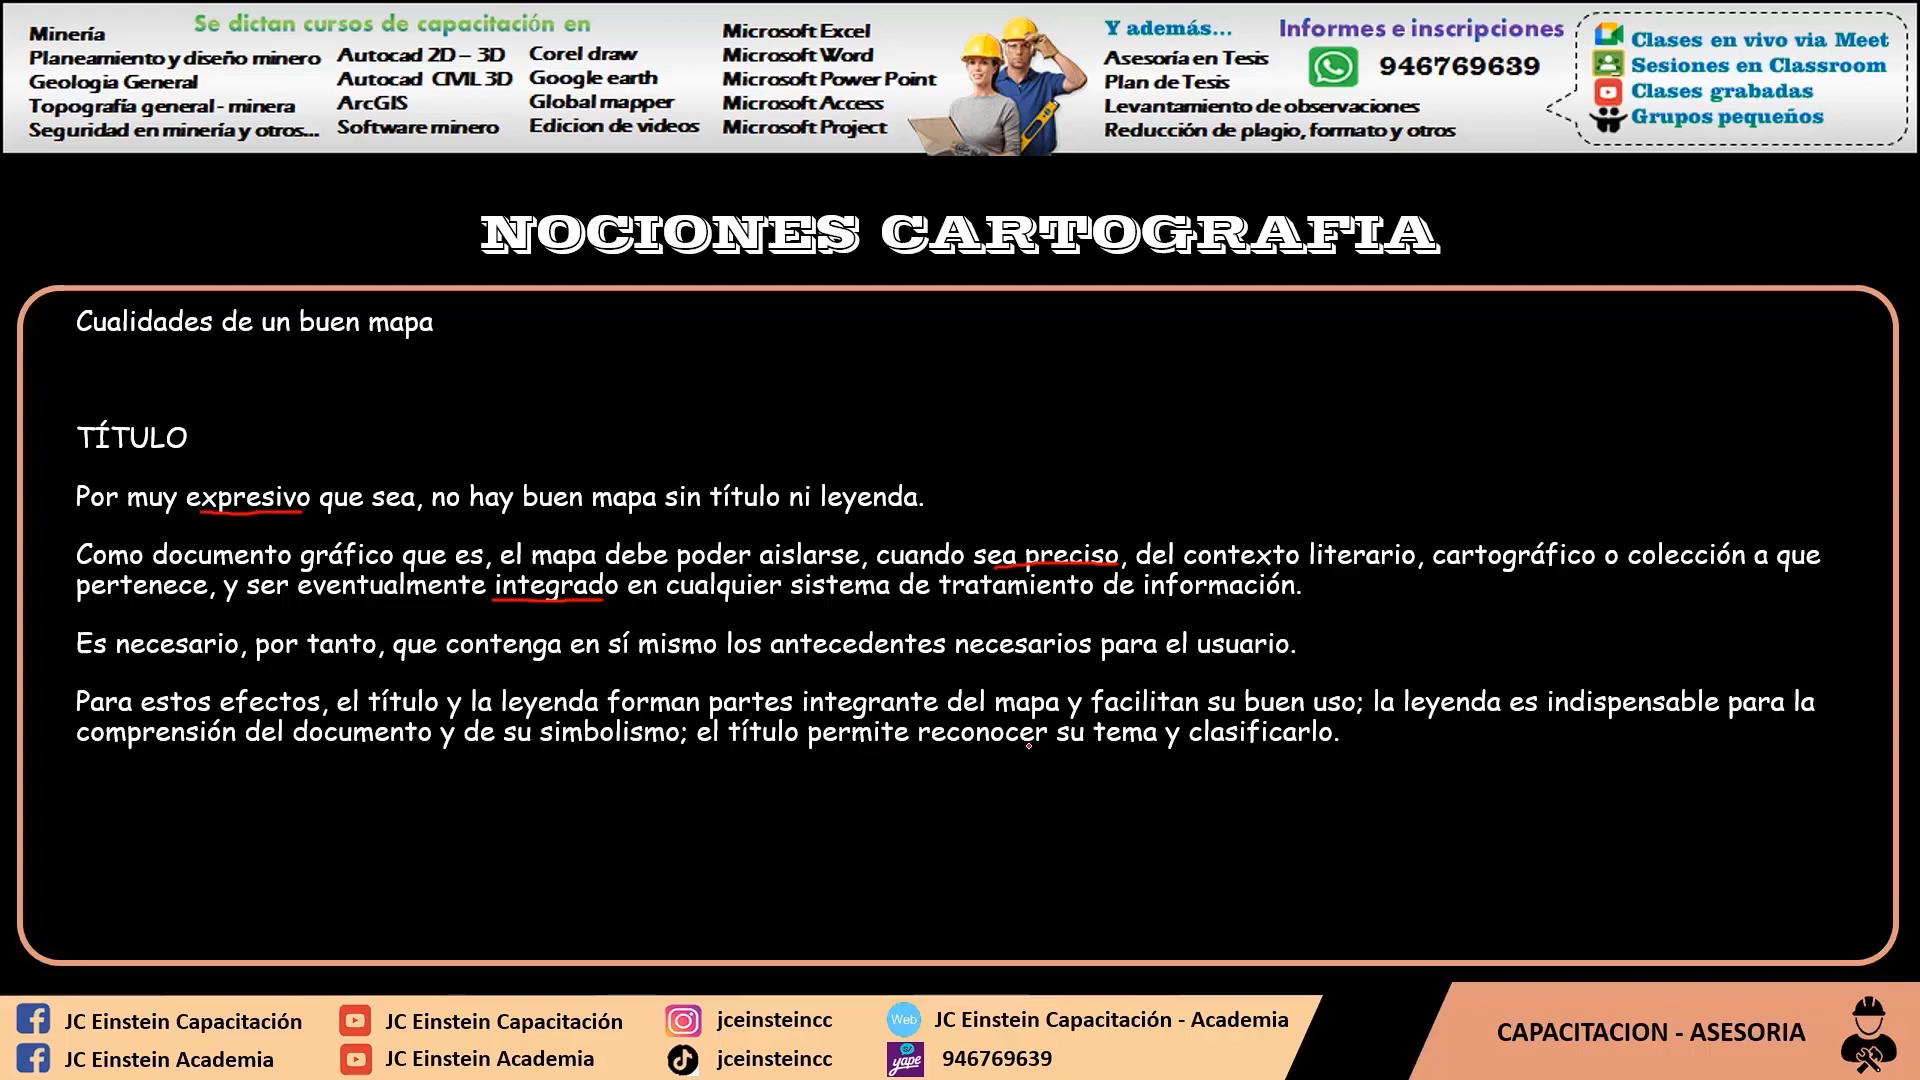 Se dictan cursos de capacitación en
Minería
Planeamiento y diseño minero
Geologia General
Topografía general - minera
Seguridad en minería y otros...
Autocad 2D – 3D
Autocad CIVIL 3D
ArcGIS
Software minero
Corel draw
Google earth
Global mapper
Edicion de videos
Microsoft Excel
Microsoft Word
Microsoft Power Point
Microsoft Access
Microsoft Project
Y además...
Asesoría en Tesis
Plan de Tesis
Levantamiento de observaciones
Reducción de plagio, formato y otros
Informes e inscripciones
946769639
Clases en vivo via Meet
Sesiones en Classroom
Clases grabadas
Grupos pequeños
NOCIONES CARTOGRAFIA
Cualidades de un buen mapa
TÍTULO
Por muy expresivo que sea, no hay buen mapa sin título ni leyenda.
Como documento gráfico que es, el mapa debe poder aislarse, cuando sea preciso, del contexto literario, cartográfico o colección a que
pertenece, y ser eventualmente integrado en cualquier sistema de tratamiento de información.
Es necesario, por tanto, que contenga en sí mismo los antecedentes necesarios para el usuario.
Para estos efectos, el título y la leyenda forman partes integrante del mapa y facilitan su buen uso; la leyenda es indispensable para la
comprensión del documento y de su simbolismo; el título permite reconocer su tema y clasificarlo.
JC Einstein Capacitación
JC Einstein Academia
JC Einstein Capacitación
JC Einstein Academia
jceinsteincc
jceinsteincc
Web
JC Einstein Capacitación - Academia
yape
946769639
CAPACITACION - ASESORIA